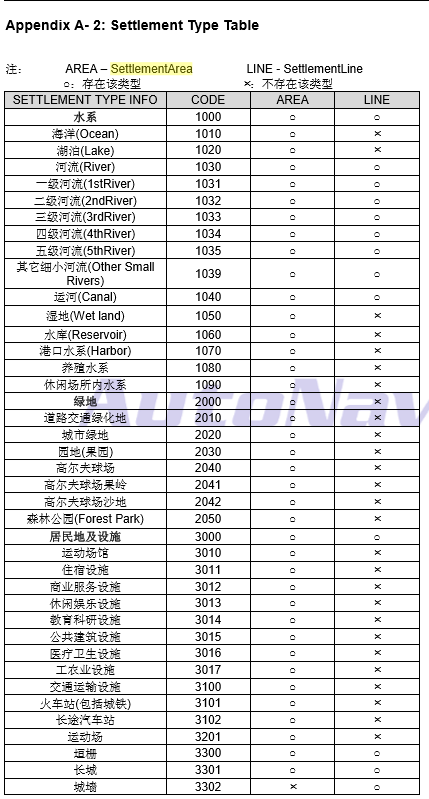 Appendix A- 2: Settlement Type Table
注： AREA – SettlementArea LINE - SettlementLine
○：存在该类型 ×：不存在该类型
SETTLEMENT TYPE INFO CODE AREA LINE
水系 1000 ○ ○
海洋(Ocean) 1010 ○ ×
湖泊(Lake) 1020 ○ ×
河流(River) 1030 ○ ○
一级河流(1stRiver) 1031 ○ ○
二级河流(2ndRiver) 1032 ○ ○
三级河流(3rdRiver) 1033 ○ ○
四级河流(4thRiver) 1034 ○ ○
五级河流(5thRiver) 1035 ○ ○
其它细小河流(Other Small
Rivers) 1039 ○ ○
运河(Canal) 1040 ○ ○
湿地(Wet land) 1050 ○ ×
水库(Reservoir) 1060 ○ ×
港口水系(Harbor) 1070 ○ ×
养殖水系 1080 ○ ×
休闲场所内水系 1090 ○ ×
绿地 2000 ○ ×
道路交通绿化地 2010 ○ ×
城市绿地 2020 ○ ×
园地(果园) 2030 ○ ×
高尔夫球场 2040 ○ ×
高尔夫球场果岭 2041 ○ ×
高尔夫球场沙地 2042 ○ ×
森林公园(Forest Park) 2050 ○ ×
居民地及设施 3000 ○ ○
运动场馆 3010 ○ ×
住宿设施 3011 ○ ×
商业服务设施 3012 ○ ×
休闲娱乐设施 3013 ○ ×
教育科研设施 3014 ○ ×
公共建筑设施 3015 ○ ×
医疗卫生设施 3016 ○ ×
工农业设施 3017 ○ ×
交通运输设施 3100 ○ ×
火车站(包括城铁) 3101 ○ ×
长途汽车站 3102 ○ ×
运动场 3201 ○ ×
垣栅 3300 ○ ○
长城 3301 ○ ○
城墙 3302 × ○
AutoNav